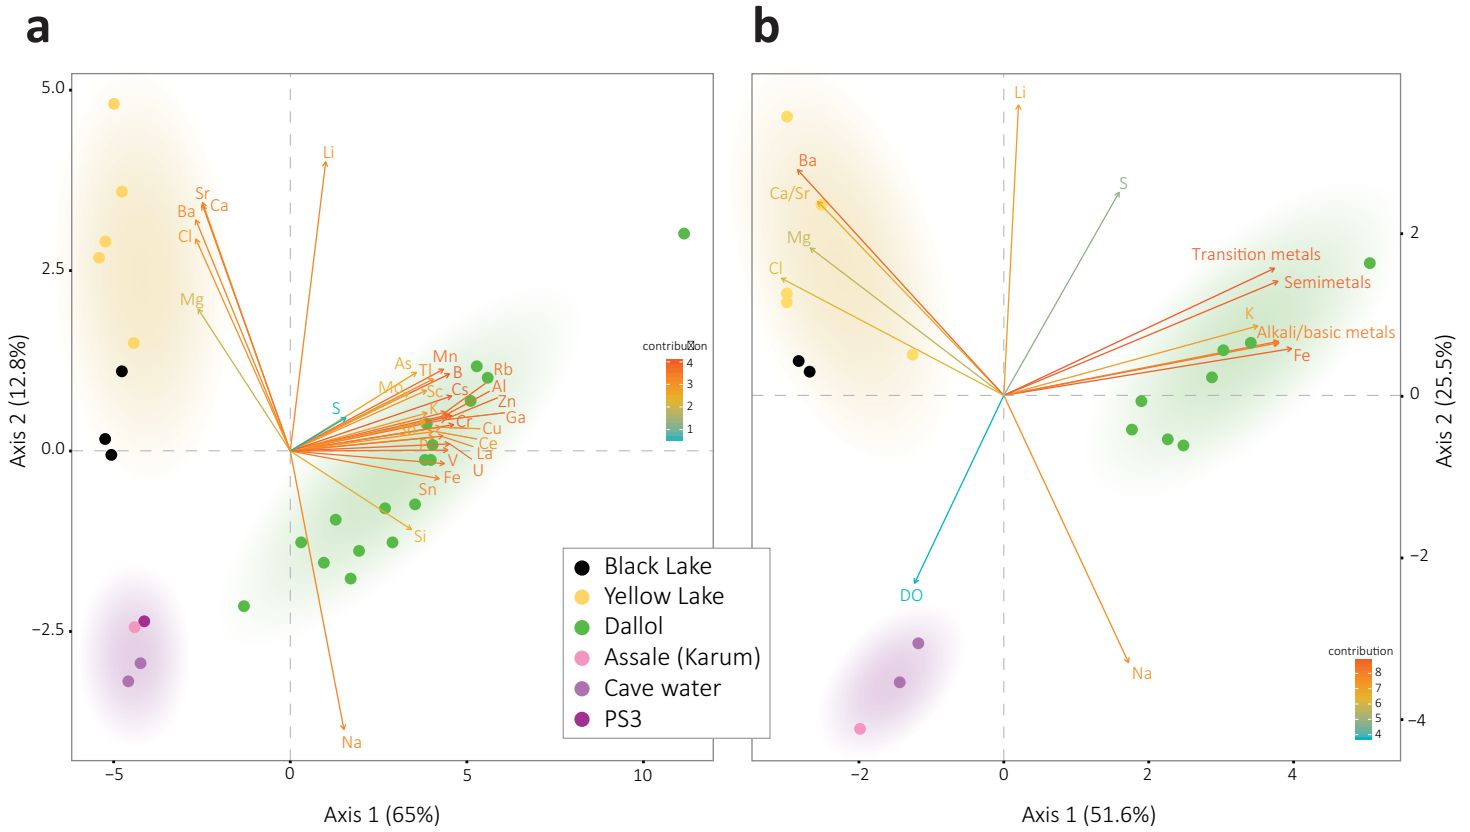 a
b
5.0
2.5
0.0
−2.5
Axis 2 (12.8%)
−5
0
5
10
Axis 1 (65%)
Li
Sr
Ca
Ba
Cl
Mg
As
Tl
Mn
B
Rb
Mo
Sc
Cs
Al
S
K
Zn
Cr
Ga
Cu
Ce
La
V
U
Fe
Sn
Si
Na
contribution
4
3
2
1
Black Lake
Yellow Lake
Dallol
Assale (Karum)
Cave water
PS3
Li
Ba
S
Ca/Sr
Mg
Cl
Transition metals
Semimetals
K
Alkali/basic metals
Fe
DO
Na
2
0
−2
−4
Axis 2 (25.5%)
contribution
8
7
6
5
4
−2
0
2
4
Axis 1 (51.6%)